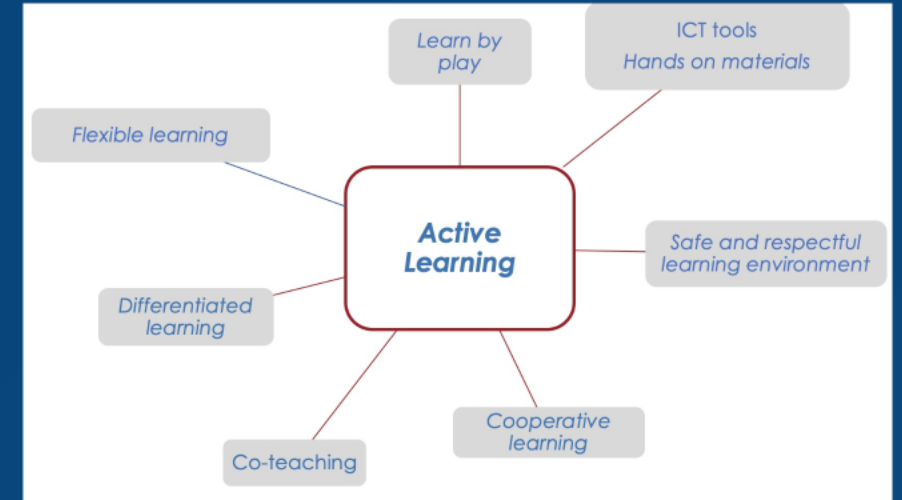 Learn by
play
ICT tools
Hands on materials
Flexible learning
Active
Learning
Safe and respectful
learning environment
Differentiated
learning
Cooperative
learning
Co-teaching